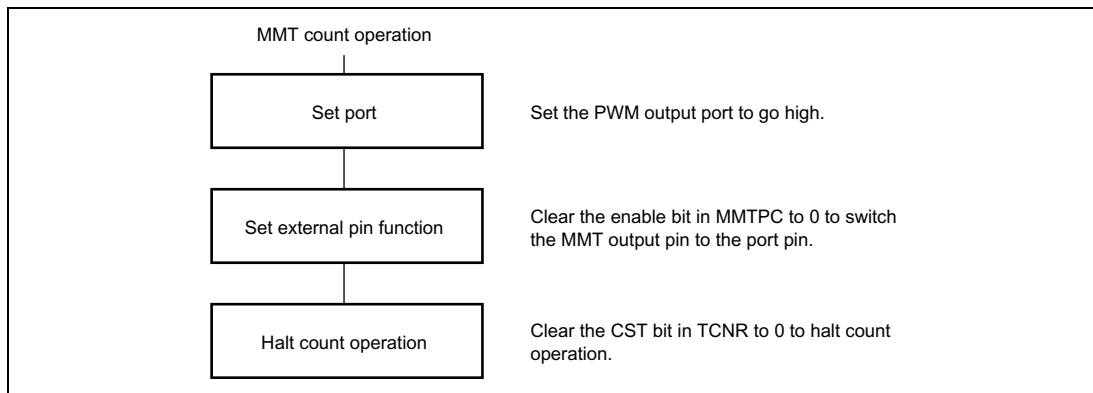 MMT count operation
Set port
Set the PWM output port to go high.
Set external pin function
Clear the enable bit in MMTPC to 0 to switch
the MMT output pin to the port pin.
Halt count operation
Clear the CST bit in TCNR to 0 to halt count
operation.